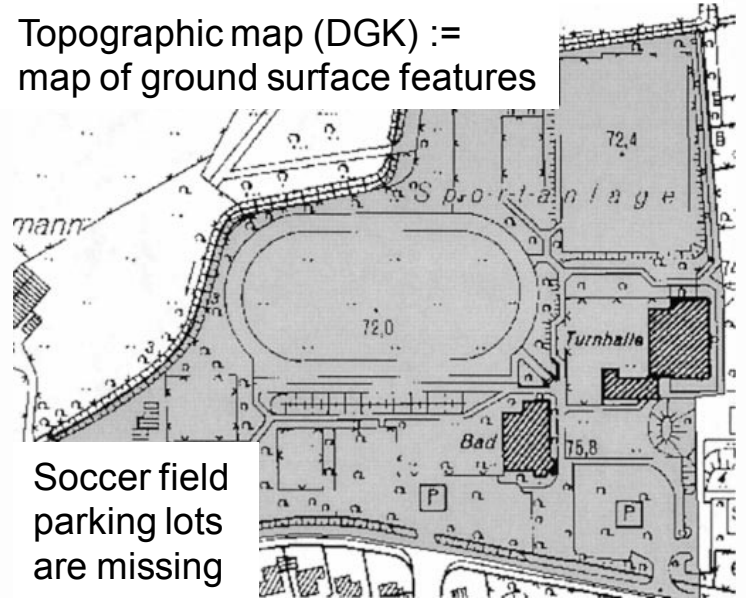 Topographic map (DGK) :=
map of ground surface features
72,4
Sportanlage
mann
72,0
Turnhalle
Bad
75,8
P
P
Soccer field
parking lots
are missing